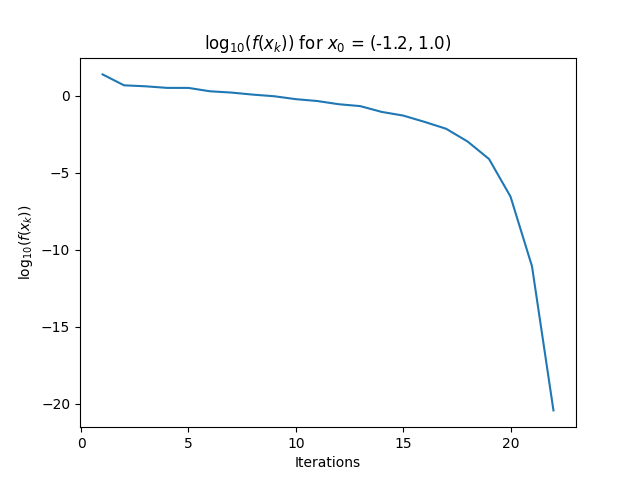 log₁₀(f(xₖ)) for x₀ = (-1.2, 1.0)
log₁₀(f(xₖ))
0
−5
−10
−15
−20
0 5 10 15 20
Iterations